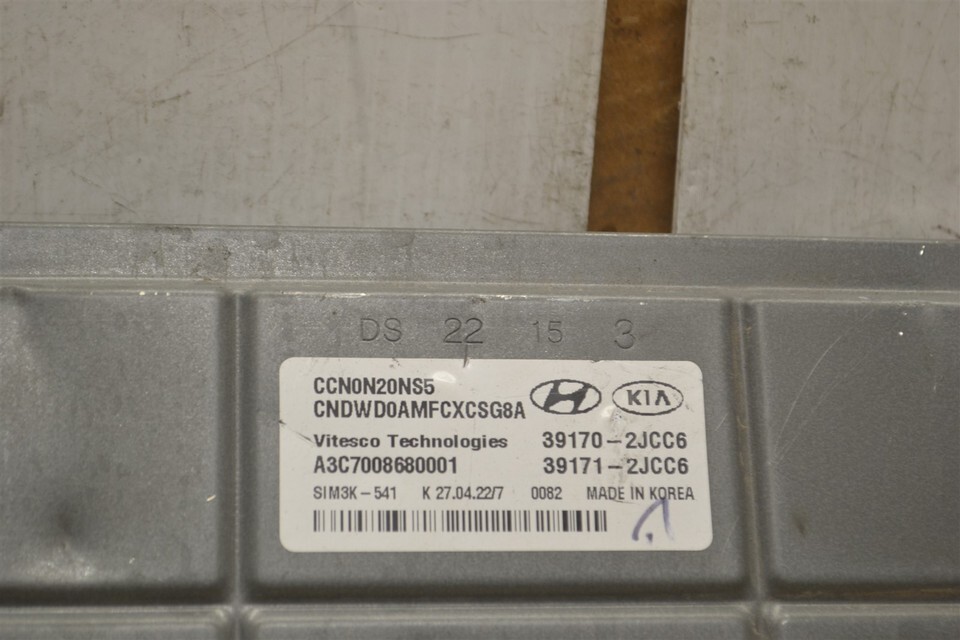 DS 22 15 3
CCN0N20NS5
CNDWD0AMFCXCSG8A
KIA
Vitesco Technologies 39170-2JCC6
A3C7008680001 39171-2JCC6
SIM3K-541 K 27.04.22/7 0082 MADE IN KOREA